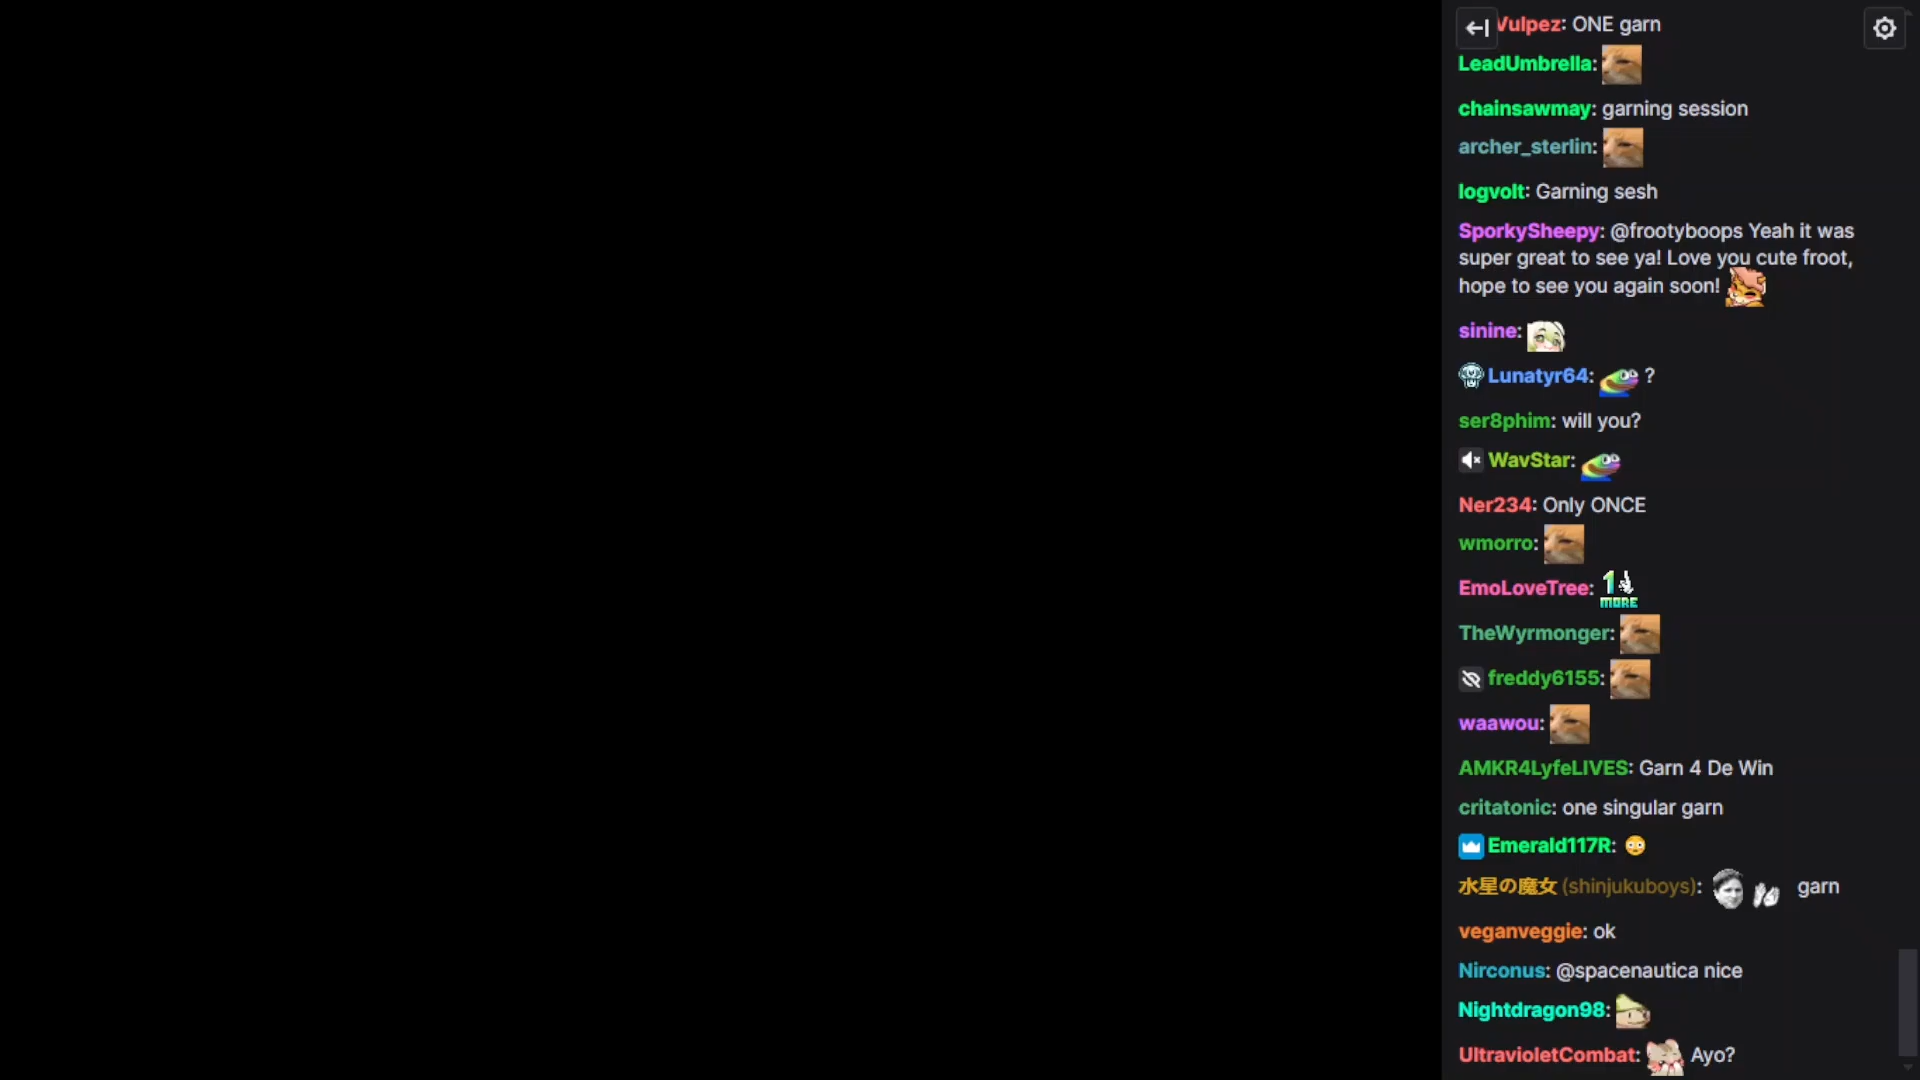 Vulpez: ONE garn
LeadUmbrella:
chainsawmay: garning session
archer_sterlin:
logvolt: Garning sesh
SporkySheepy: @frootyboops Yeah it was
super great to see ya! Love you cute froot,
hope to see you again soon!
sinine:
Lunatyr64: ?
ser8phim: will you?
WavStar:
Ner234: Only ONCE
wmorro:
EmoLoveTree: 1 MORE
TheWyrmonger:
freddy6155:
waawou:
AMKR4LyfeLIVES: Garn 4 De Win
critatonic: one singular garn
Emerald117R:
水星の魔女 (shinjukuboys): garn
veganveggie: ok
Nirconus: @spacenautica nice
Nightdragon98:
UltravioletCombat: Ayo?